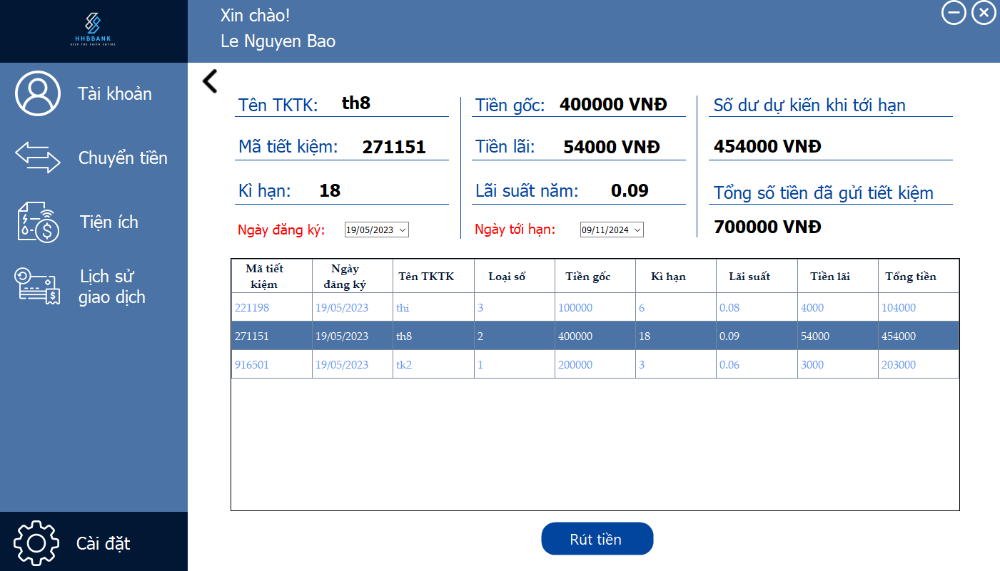 HHBBANK
KEEP THE FAITH ENTIRE
Xin chào!
Le Nguyen Bao
Tài khoản
Chuyển tiền
Tiện ích
Lịch sử
giao dịch
Cài đặt
Tên TKTK: th8
Mã tiết kiệm: 271151
Kì hạn: 18
Ngày đăng ký: 19/05/2023
Tiền gốc: 400000 VNĐ
Tiền lãi: 54000 VNĐ
Lãi suất năm: 0.09
Ngày tới hạn: 09/11/2024
Số dư dự kiến khi tới hạn
454000 VNĐ
Tổng số tiền đã gửi tiết kiệm
700000 VNĐ
Mã tiết kiệm Ngày đăng ký Tên TKTK Loại sổ Tiền gốc Kì hạn Lãi suất Tiền lãi Tổng tiền
221198 19/05/2023 thi 3 100000 6 0.08 4000 104000
271151 19/05/2023 th8 2 400000 18 0.09 54000 454000
916501 19/05/2023 tk2 1 200000 3 0.06 3000 203000
Rút tiền